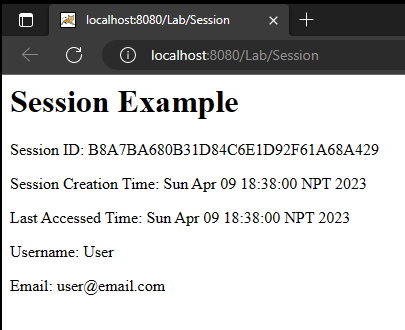 localhost:8080/Lab/Session
localhost:8080/Lab/Session
Session Example
Session ID: B8A7BA680B31D84C6E1D92F61A68A429
Session Creation Time: Sun Apr 09 18:38:00 NPT 2023
Last Accessed Time: Sun Apr 09 18:38:00 NPT 2023
Username: User
Email: user@email.com